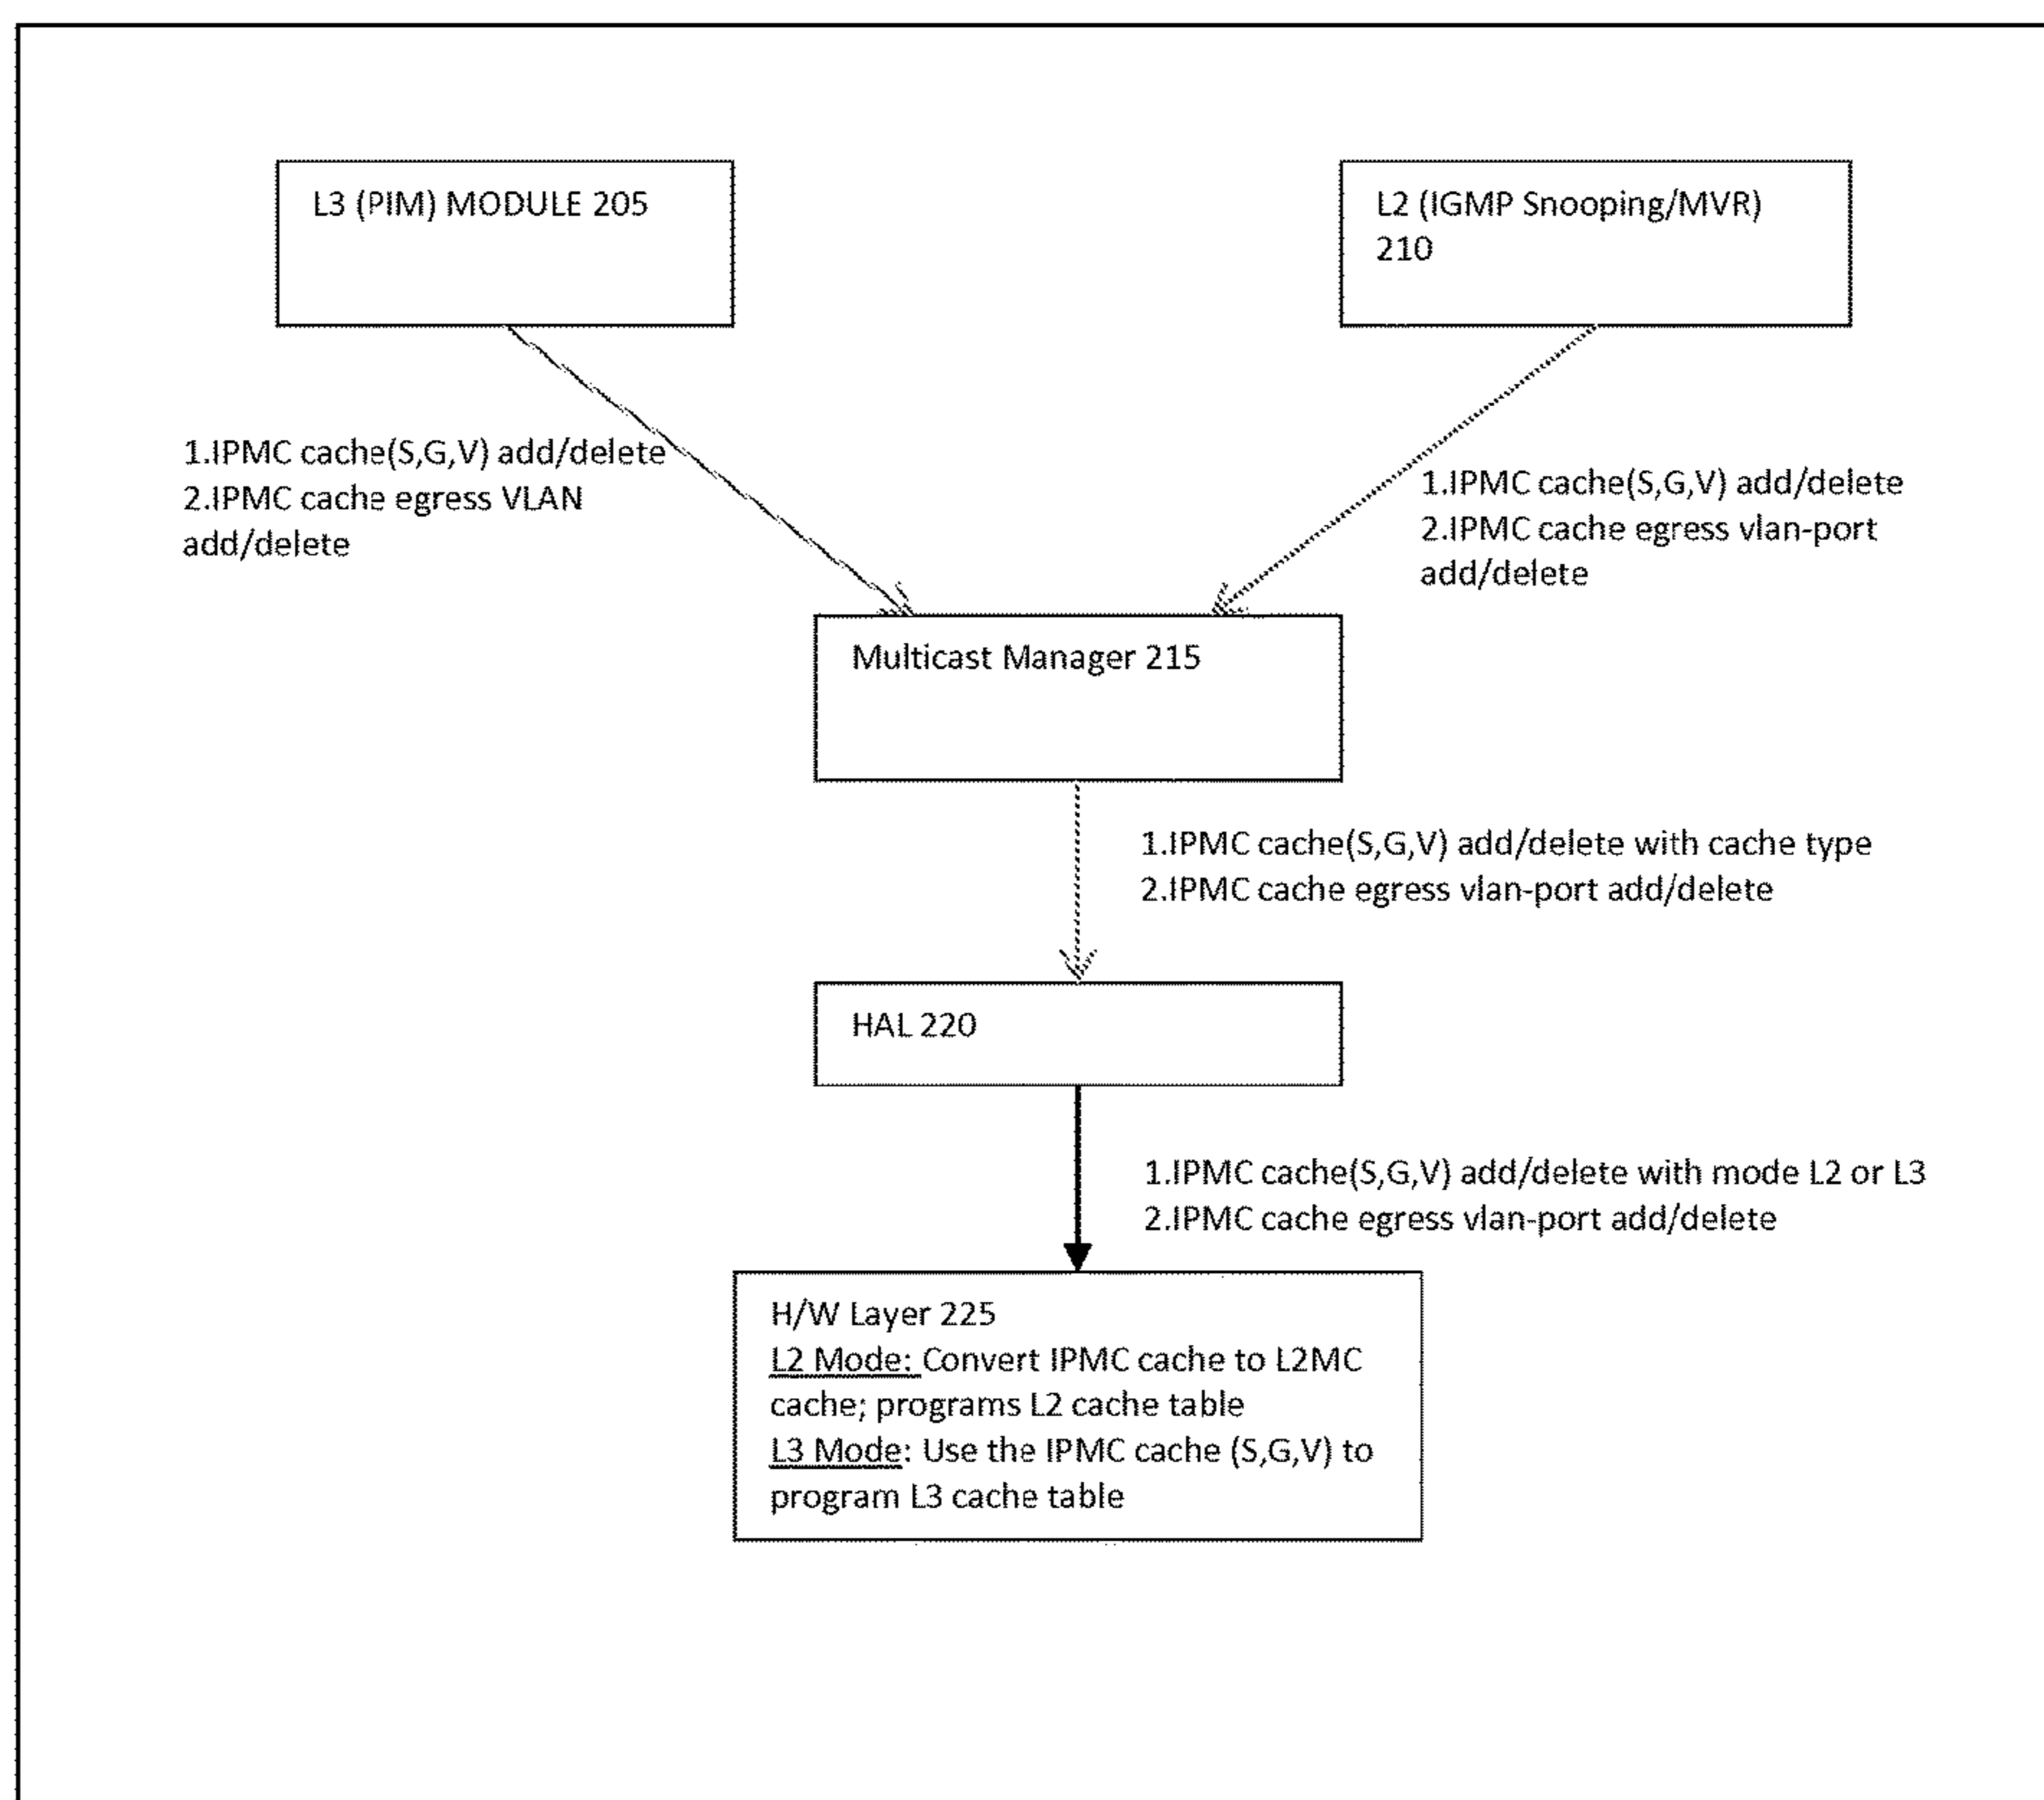 L3 (PIM) MODULE 205
L2 (IGMP Snooping/MVR)
210
1.IPMC cache(S,G,V) add/delete
2.IPMC cache egress VLAN
add/delete
1.IPMC cache(S,G,V) add/delete
2.IPMC cache egress vlan-port
add/delete
Multicast Manager 215
1.IPMC cache(S,G,V) add/delete with cache type
2.IPMC cache egress vlan-port add/delete
HAL 220
1.IPMC cache(S,G,V) add/delete with mode L2 or L3
2.IPMC cache egress vlan-port add/delete
H/W Layer 225
L2 Mode: Convert IPMC cache to L2MC
cache; programs L2 cache table
L3 Mode: Use the IPMC cache (S,G,V) to
program L3 cache table